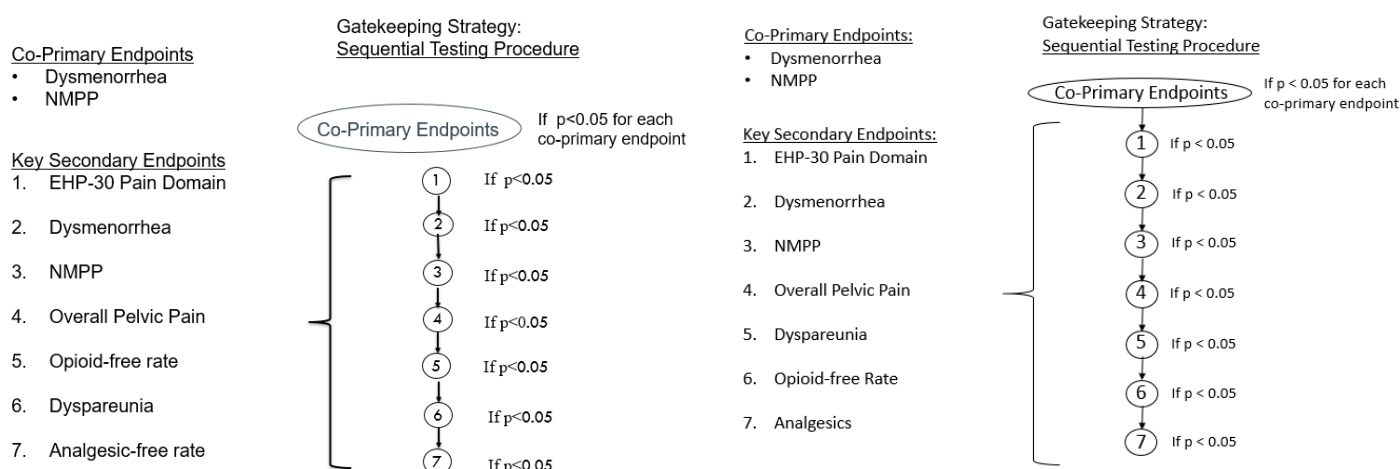 Gatekeeping Strategy:
Sequential Testing Procedure
Co-Primary Endpoints
• Dysmenorrhea
• NMPP
Co-Primary Endpoints
If p<0.05 for each
co-primary endpoint
Key Secondary Endpoints
1. EHP-30 Pain Domain
2. Dysmenorrhea
3. NMPP
4. Overall Pelvic Pain
5. Opioid-free rate
6. Dyspareunia
7. Analgesic-free rate
1 If p<0.05
2 If p<0.05
3 If p<0.05
4 If p<0.05
5 If p<0.05
6 If p<0.05
7 If p<0.05
Gatekeeping Strategy:
Sequential Testing Procedure
Co-Primary Endpoints:
• Dysmenorrhea
• NMPP
Co-Primary Endpoints
If p < 0.05 for each
co-primary endpoint
Key Secondary Endpoints:
1. EHP-30 Pain Domain
2. Dysmenorrhea
3. NMPP
4. Overall Pelvic Pain
5. Dyspareunia
6. Opioid-free Rate
7. Analgesics
1 If p < 0.05
2 If p < 0.05
3 If p < 0.05
4 If p < 0.05
5 If p < 0.05
6 If p < 0.05
7 If p < 0.05